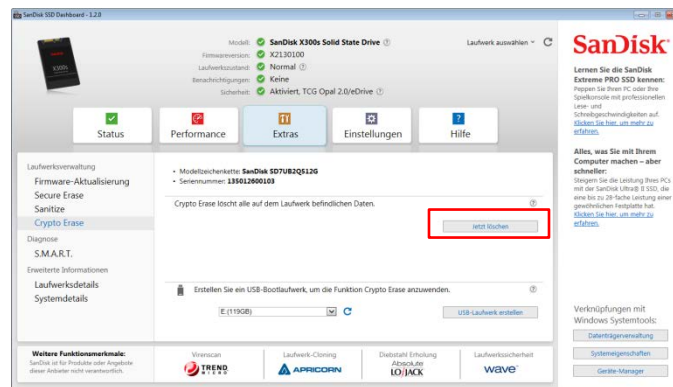 SanDisk SSD Dashboard - 1.2.0
Modell: SanDisk X300s Solid State Drive
Laufwerk auswählen
Firmwareversion: X2130100
Laufwerkszustand: Normal
Benachrichtigungen: Keine
Sicherheit: Aktiviert, TCG Opal 2.0/eDrive
X300s
Status
Performance
Extras
Einstellungen
Hilfe
Laufwerksverwaltung
Firmware-Aktualisierung
Secure Erase
Sanitize
Crypto Erase
Diagnose
S.M.A.R.T.
Erweiterte Informationen
Laufwerksdetails
Systemdetails
• Modellzeichenkette: SanDisk SD7UB2Q512G
• Seriennummer: 135012600103
Crypto Erase löscht alle auf dem Laufwerk befindlichen Daten.
Jetzt löschen
Erstellen Sie ein USB-Bootlaufwerk, um die Funktion Crypto Erase anzuwenden.
E:(119GB)
USB-Laufwerk erstellen
Weitere Funktionsmerkmale:
SanDisk ist für Produkte oder Angebote
dieser Anbieter nicht verantwortlich.
Virenscan
TREND
MICRO
Laufwerk-Cloning
APRICORN
Diebstahl Erholung
Absolute
LO/JACK
Laufwerkssicherheit
wave
SanDisk
Lernen Sie die SanDisk
Extreme PRO SSD kennen:
Peppen Sie Ihren PC oder Ihre
Spielkonsole mit professionellen
Lese- und
Schreibgeschwindigkeiten auf.
Klicken Sie hier, um mehr zu
erfahren.
Alles, was Sie mit Ihrem
Computer machen – aber
schneller:
Steigern Sie die Leistung Ihres PCs
mit der SanDisk Ultra® II SSD, die
eine bis zu 28-fache Leistung einer
gewöhnlichen Festplatte hat.
Klicken Sie hier, um mehr zu
erfahren.
Verknüpfungen mit
Windows Systemtools:
Datenträgerverwaltung
Systemeigenschaften
Geräte-Manager